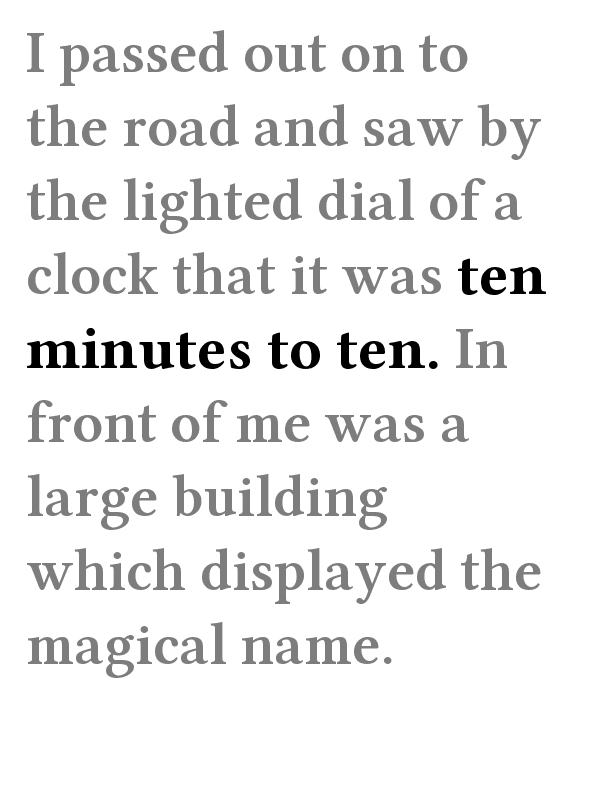 I passed out on to
the road and saw by
the lighted dial of a
clock that it was ten
minutes to ten. In
front of me was a
large building
which displayed the
magical name.